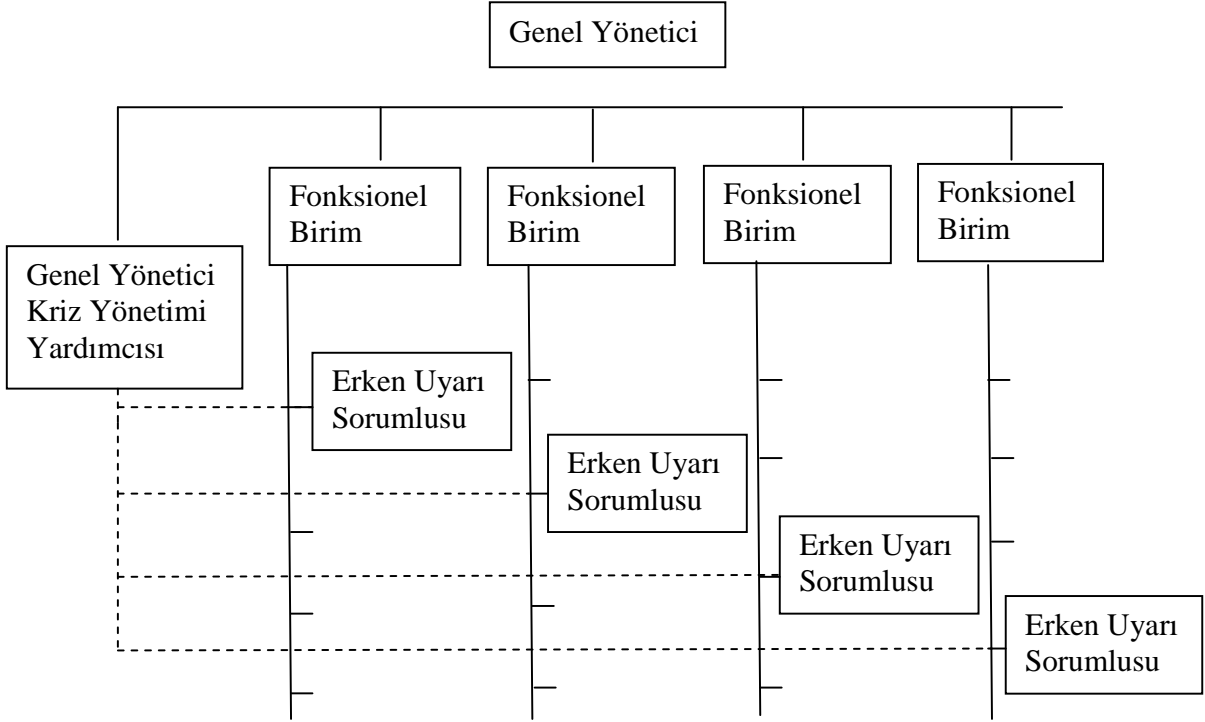 Genel Yönetici
Fonksionel
Birim
Fonksionel
Birim
Fonksionel
Birim
Fonksionel
Birim
Genel Yönetici
Kriz Yönetimi
Yardımcısı
Erken Uyarı
Sorumlusu
Erken Uyarı
Sorumlusu
Erken Uyarı
Sorumlusu
Erken Uyarı
Sorumlusu